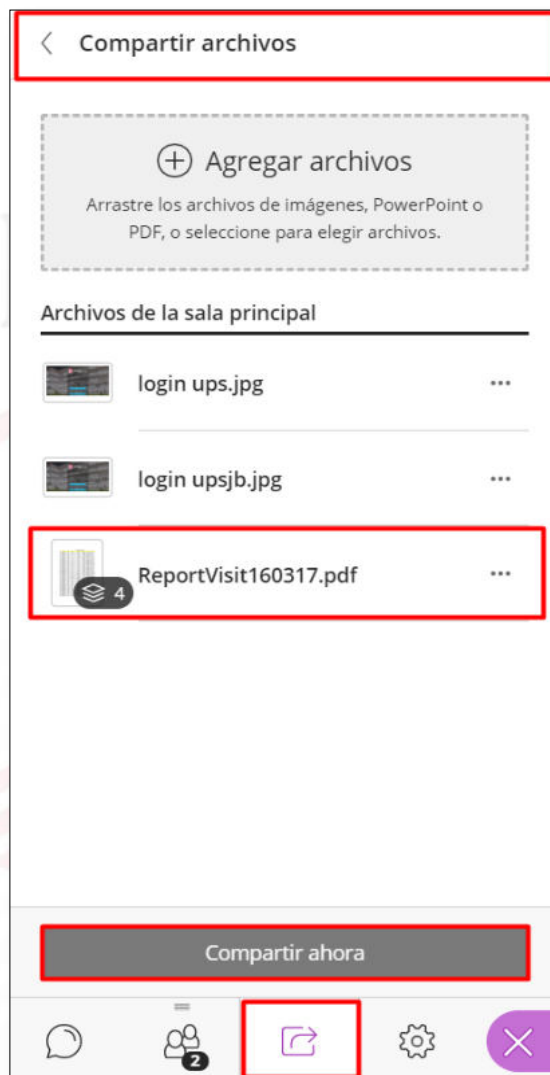 Compartir archivos
Agregar archivos
Arrastre los archivos de imágenes, PowerPoint o
PDF, o seleccione para elegir archivos.
Archivos de la sala principal
login ups.jpg
login upsjb.jpg
4
ReportVisit160317.pdf
Compartir ahora
2